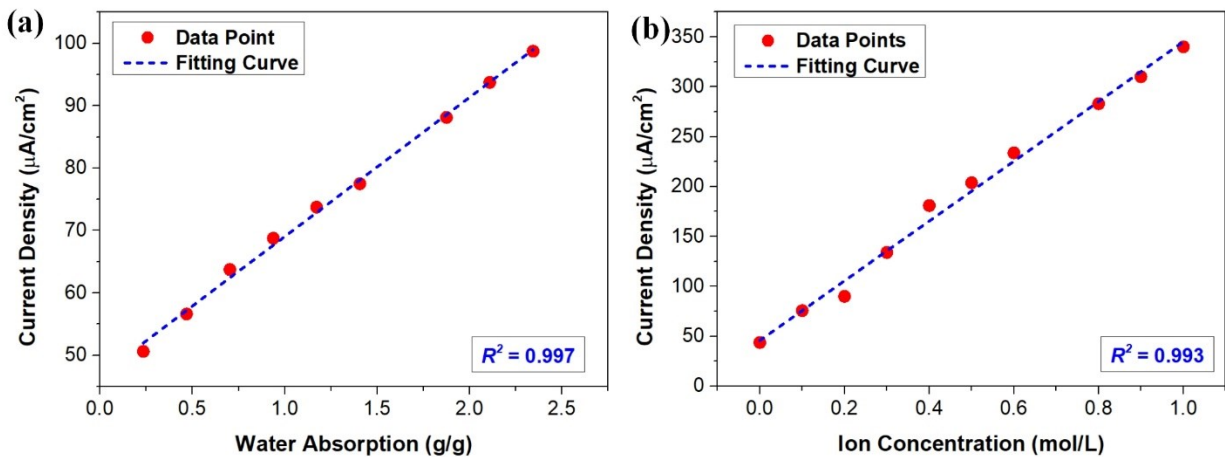 (a)
Data Point
Fitting Curve
Current Density (µA/cm²)
100
90
80
70
60
50
R² = 0.997
0.0 0.5 1.0 1.5 2.0 2.5
Water Absorption (g/g)
(b)
Data Points
Fitting Curve
Current Density (µA/cm²)
350
300
250
200
150
100
50
0
R² = 0.993
0.0 0.2 0.4 0.6 0.8 1.0
Ion Concentration (mol/L)